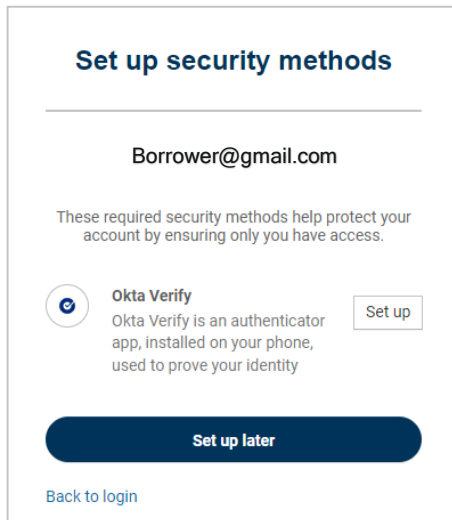 Set up security methods
Borrower@gmail.com
These required security methods help protect your
account by ensuring only you have access.
Okta Verify
Okta Verify is an authenticator
app, installed on your phone,
used to prove your identity
Set up
Set up later
Back to login